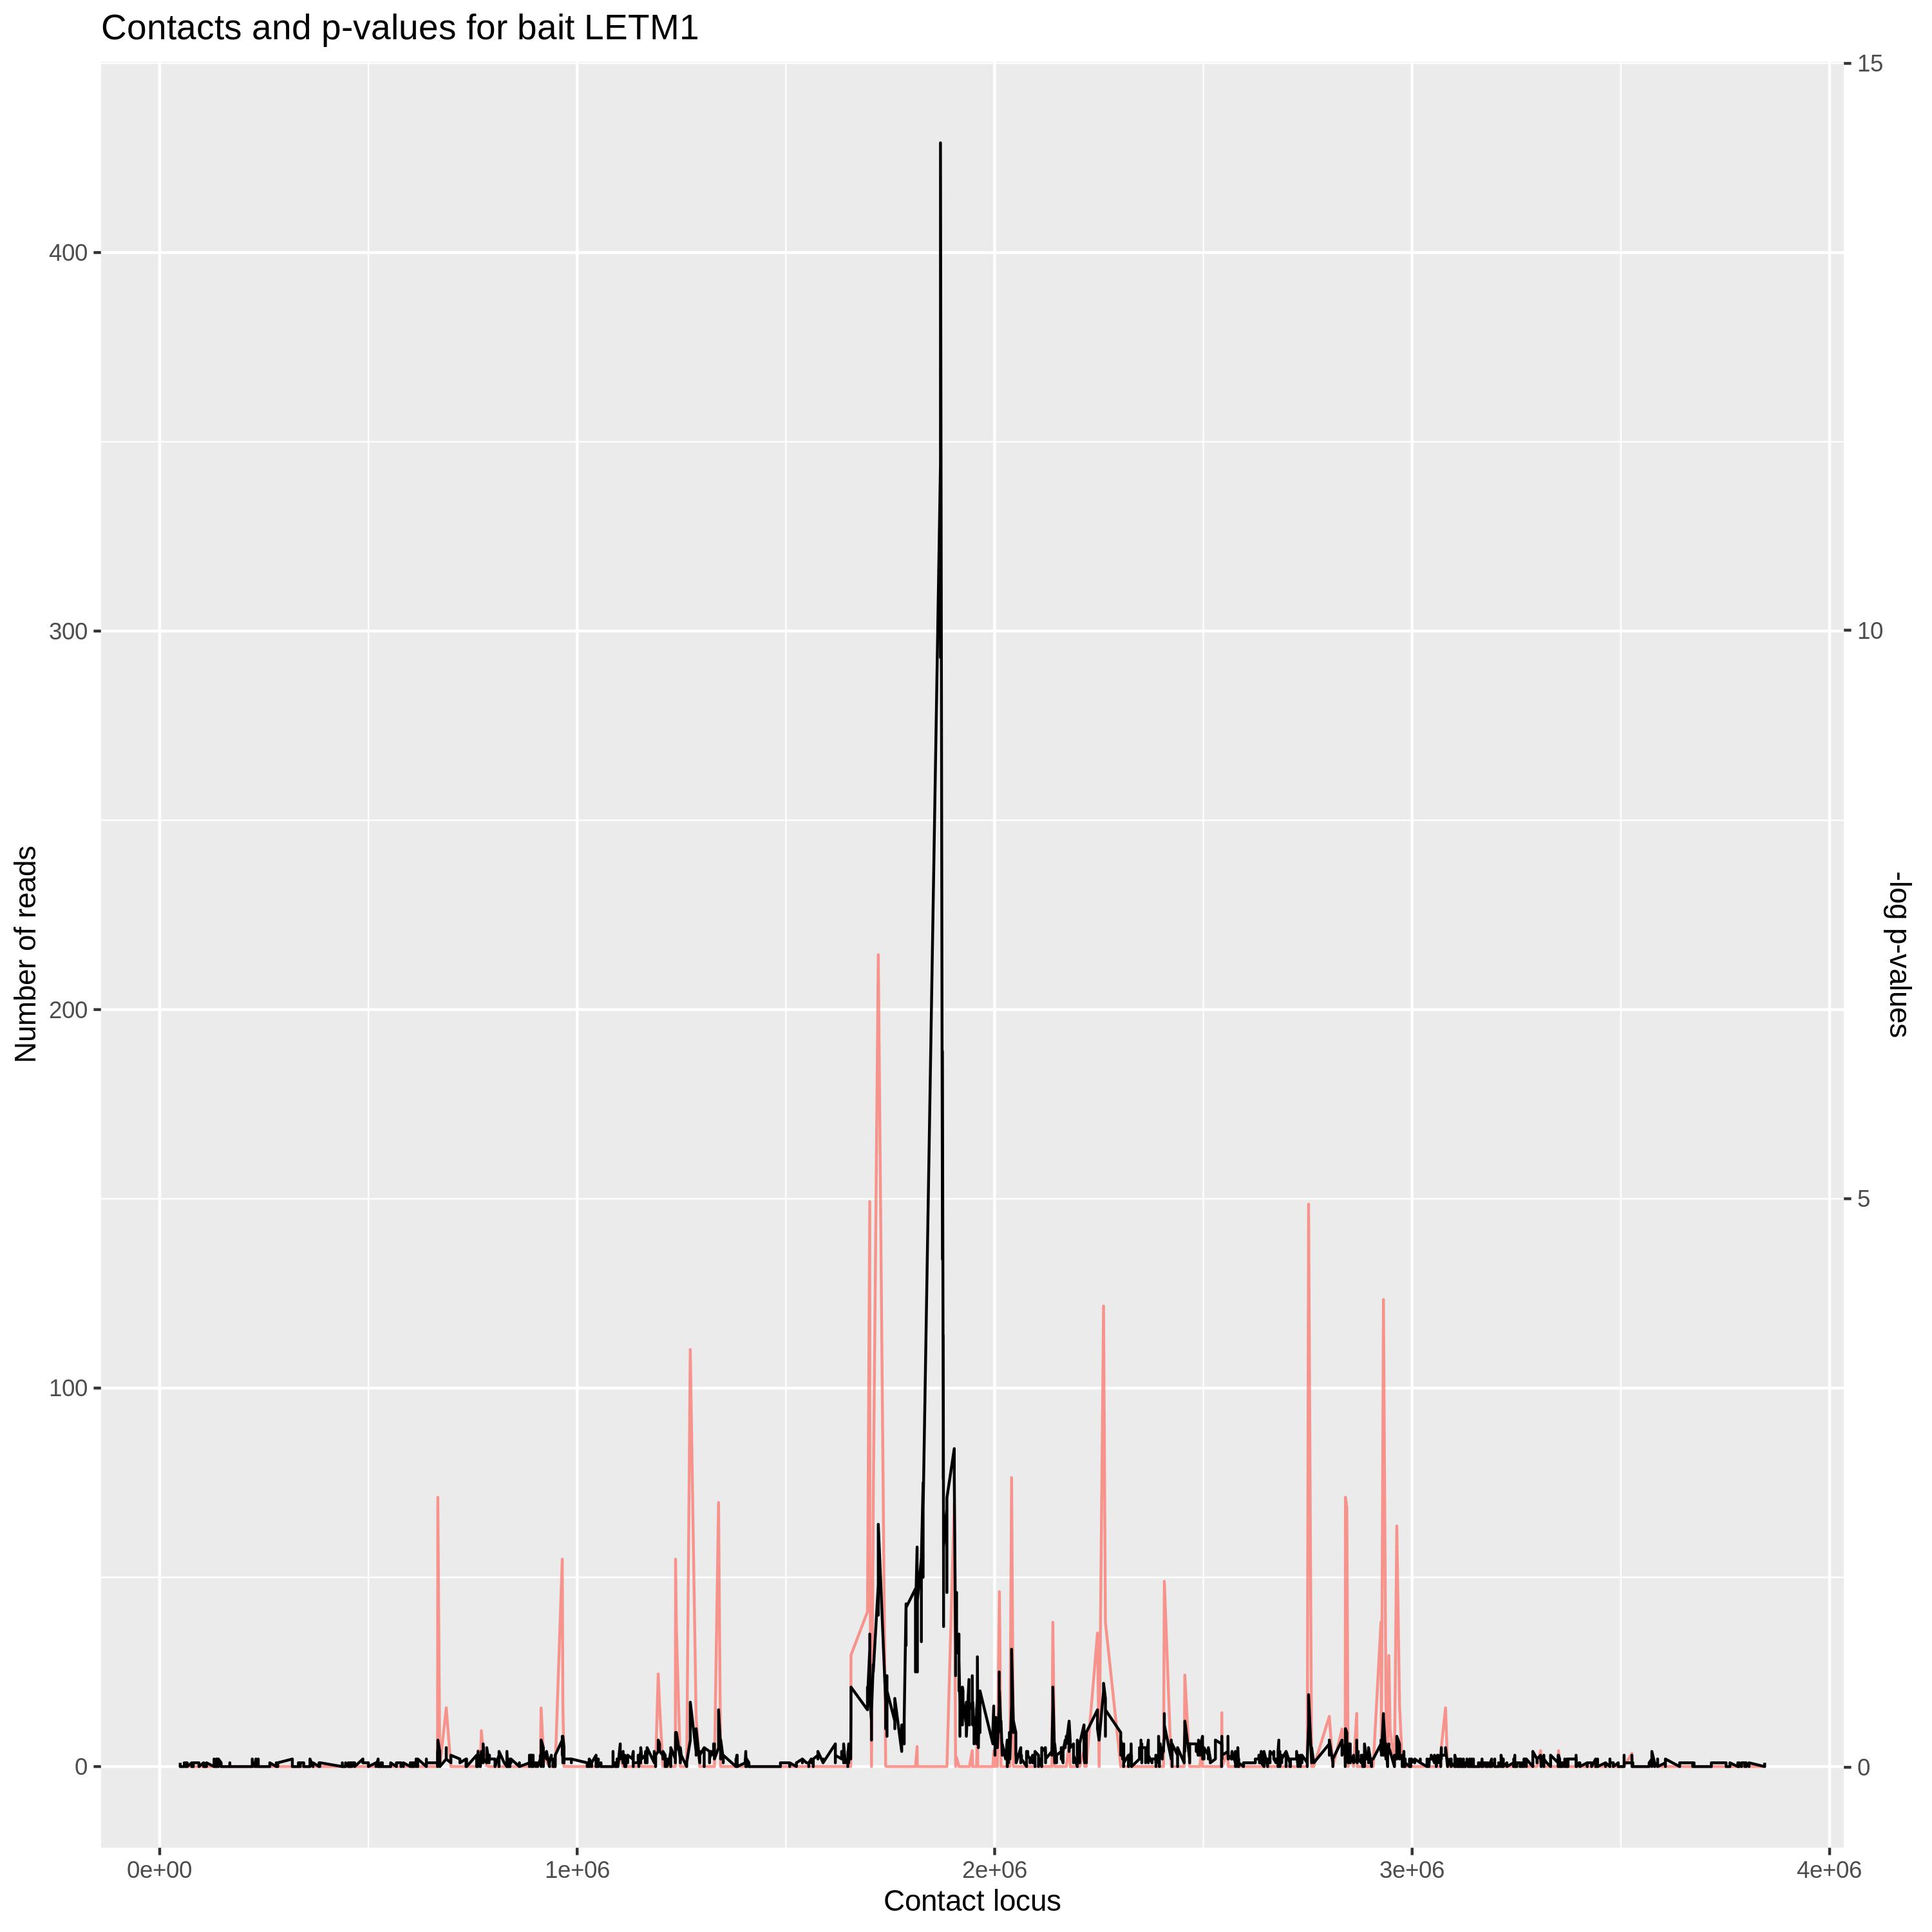 Contacts and p-values for bait LETM1
15
400
300
10
Number of reads
-log p-values
200
5
100
0
0
0e+00
1e+06
2e+06
3e+06
4e+06
Contact locus